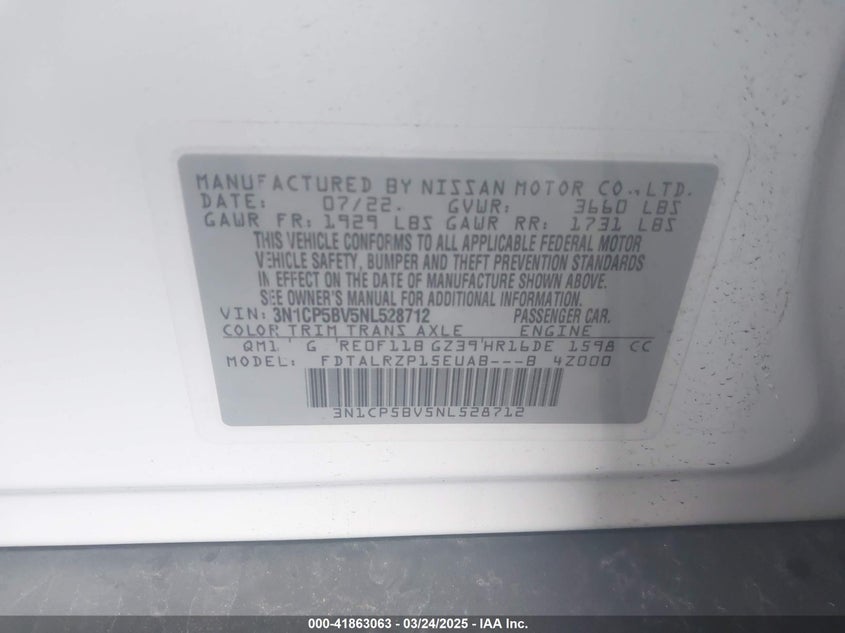 MANUFACTURED BY NISSAN MOTOR CO., LTD.
DATE: 07/22. GVWR: 3660 LBS
GAWR FR: 1929 LBS GAWR RR: 1731 LBS
THIS VEHICLE CONFORMS TO ALL APPLICABLE FEDERAL MOTOR
VEHICLE SAFETY, BUMPER AND THEFT PREVENTION STANDARDS
IN EFFECT ON THE DATE OF MANUFACTURE SHOWN ABOVE.
SEE OWNER'S MANUAL FOR ADDITIONAL INFORMATION.
VIN: 3N1CP5BV5NL528712 PASSENGER CAR.
COLOR TRIM TRANS AXLE ENGINE
QM1 G RE0F11B GZ39 HR16DE 1598 CC
MODEL: FDTALRZP15EUAB---B 4Z000
3N1CP5BV5NL528712
000-41863063 - 03/24/2025 - IAAI Inc.